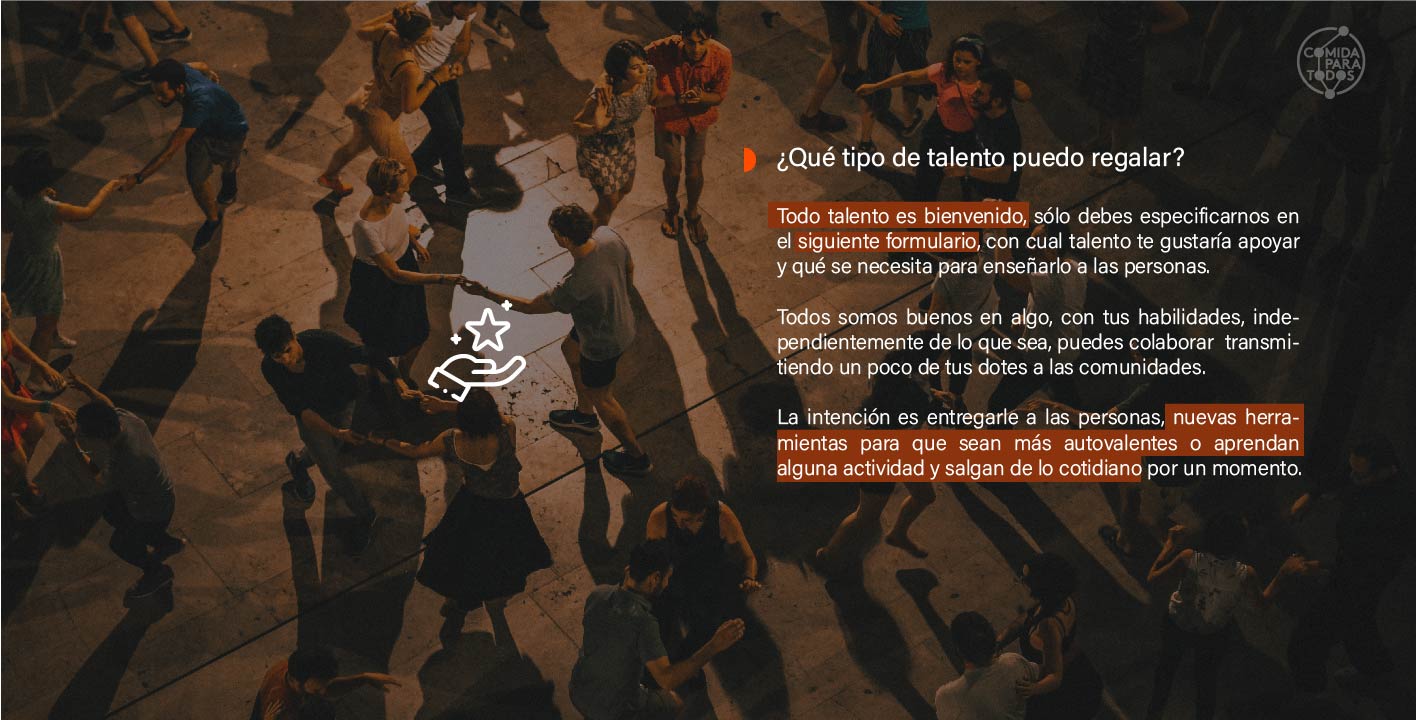 COMIDA
PARA
TODOS
¿Qué tipo de talento puedo regalar?
Todo talento es bienvenido, sólo debes especificarnos en
el siguiente formulario, con cual talento te gustaría apoyar
y qué se necesita para enseñarlo a las personas.
Todos somos buenos en algo, con tus habilidades, inde-
pendientemente de lo que sea, puedes colaborar transmi-
tiendo un poco de tus dotes a las comunidades.
La intención es entregarle a las personas, nuevas herra-
mientas para que sean más autovalentes o aprendan
alguna actividad y salgan de lo cotidiano por un momento.